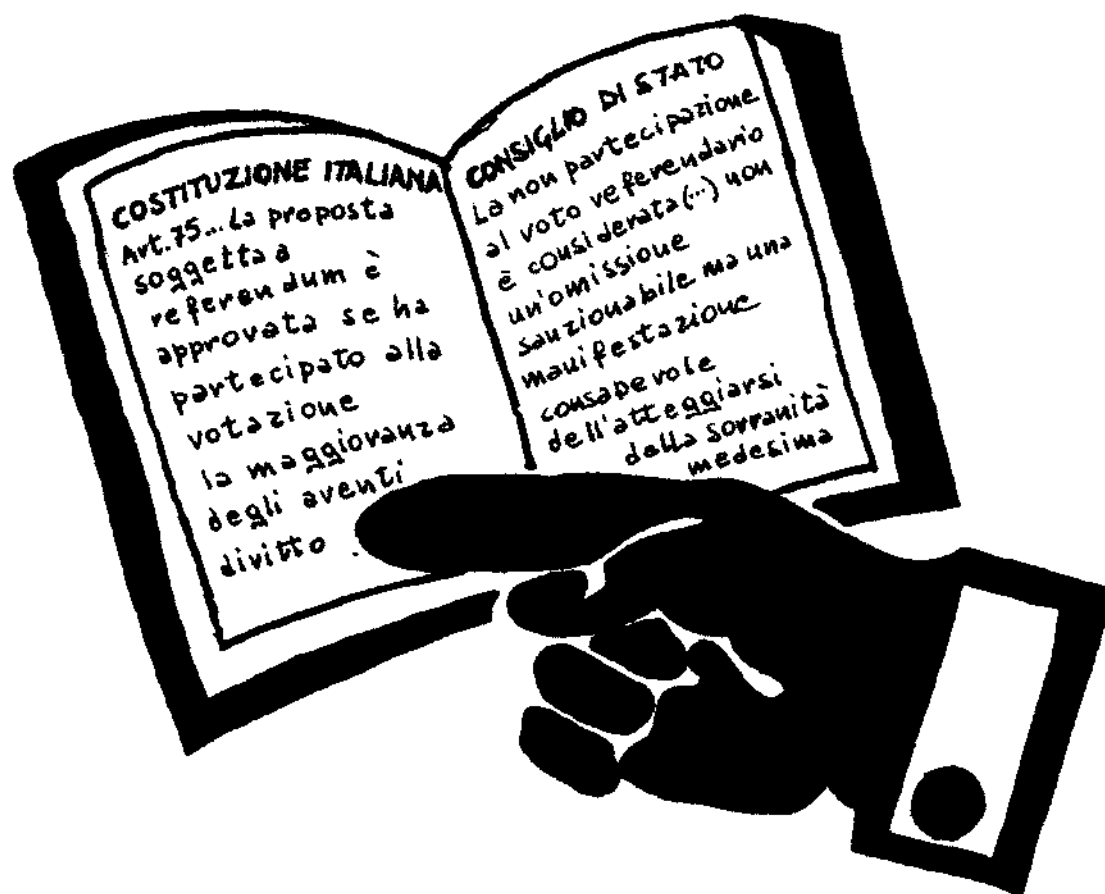 COSTITUZIONE ITALIANA
Art.75... La proposta
soggetta a
referendum è
approvata se ha
partecipato alla
votazione
la maggioranza
degli aventi
diritto .
CONSIGLIO DI STATO
La non partecipazione
al voto referendario
è considerata (...) non
un'omissione
sanzionabile ma una
manifestazione
consapevole
dell'atteggiarsi
della sovranità
medesima